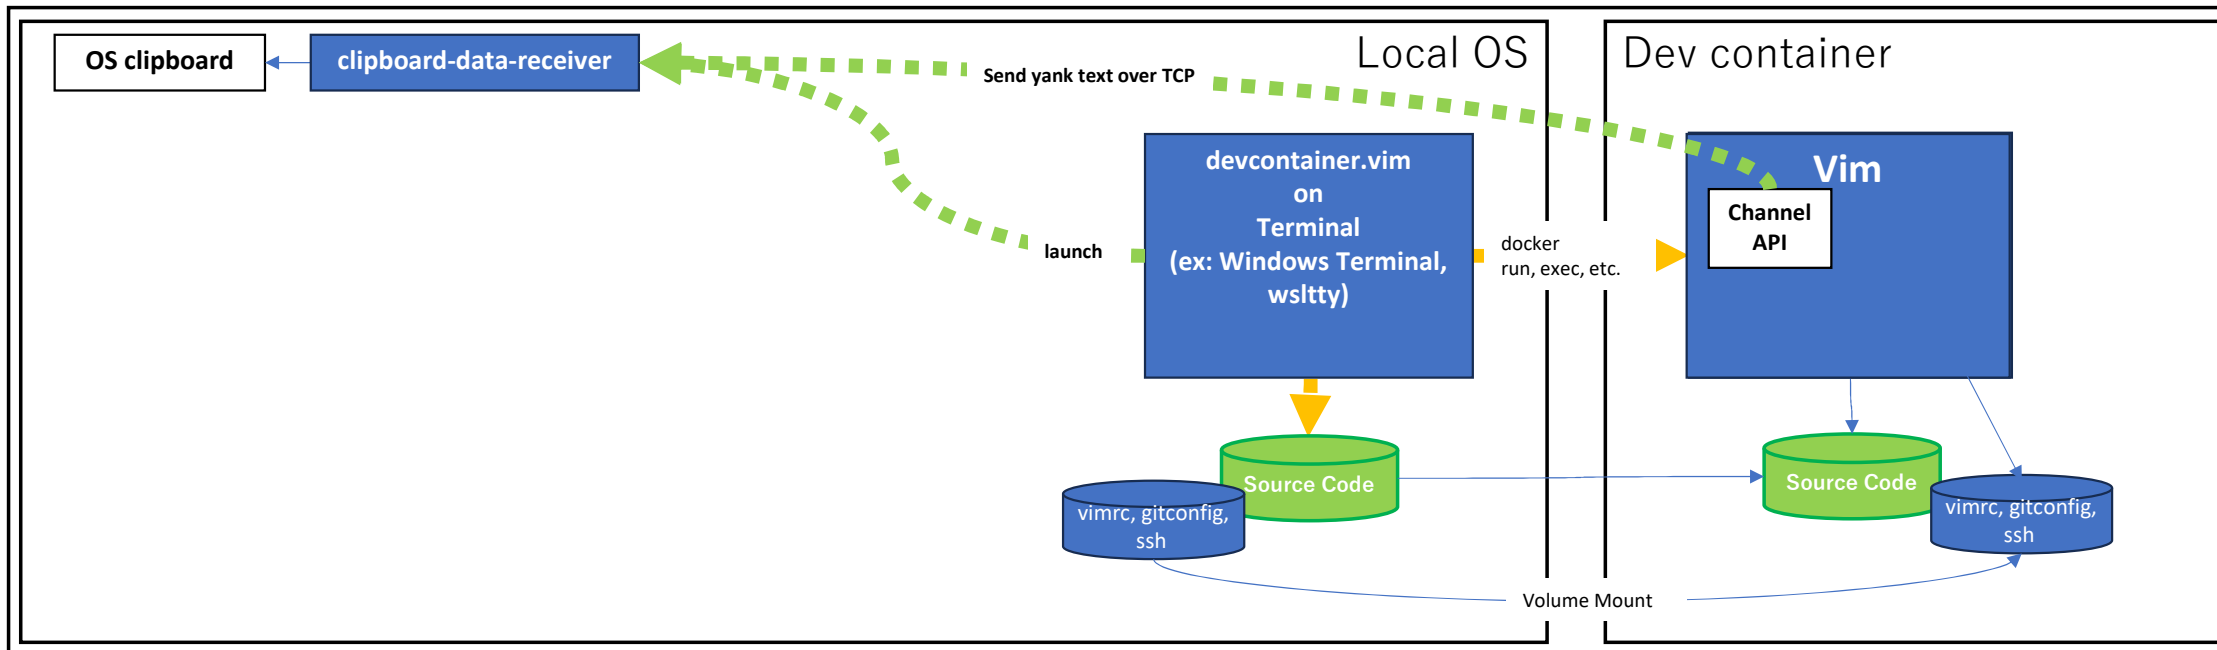 OS clipboard
clipboard-data-receiver
Send yank text over TCP
Local OS
Dev container
devcontainer.vim
on
Terminal
(ex: Windows Terminal,
wsltty)
launch
docker
run, exec, etc.
Vim
Channel
API
Source Code
vimrc, gitconfig,
ssh
Source Code
vimrc, gitconfig,
ssh
Volume Mount